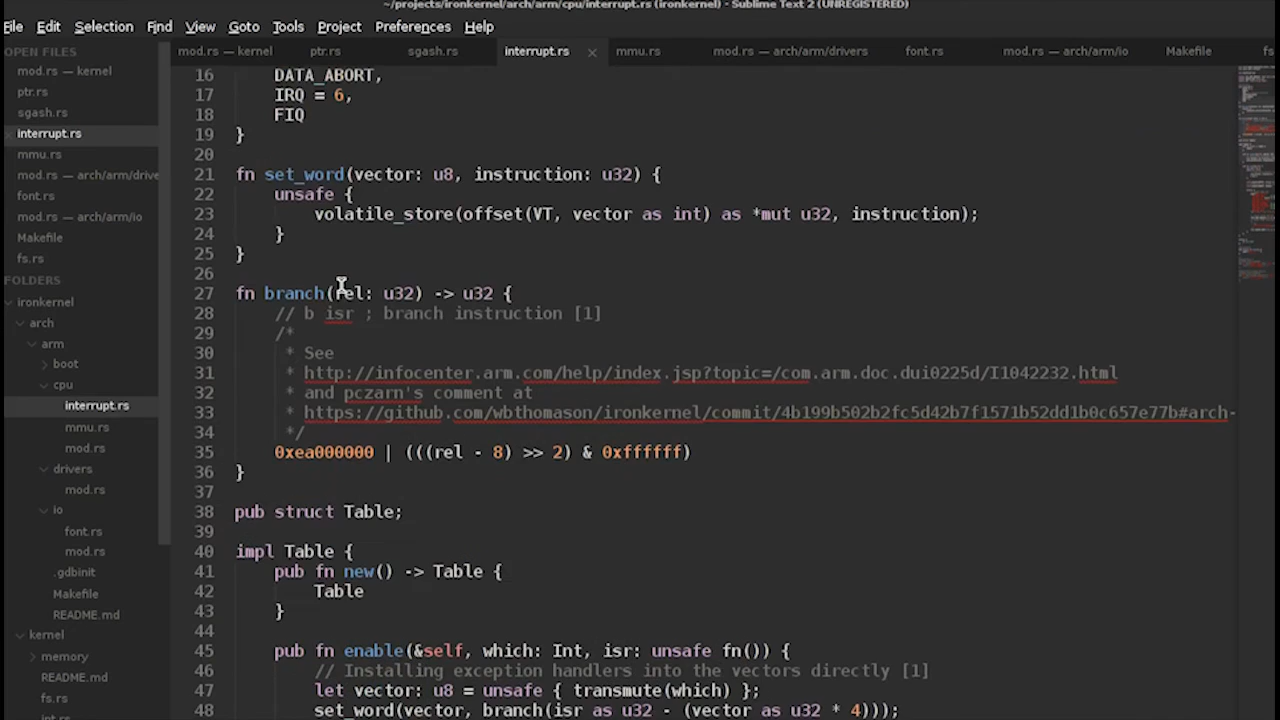 ~/projects/ironkernel/arch/arm/cpu/interrupt.rs (ironkernel) - Sublime Text 2 (UNREGISTERED)
File Edit Selection Find View Goto Tools Project Preferences Help
mod.rs — kernel ptr.rs sgash.rs interrupt.rs × mmu.rs mod.rs — arch/arm/drivers font.rs mod.rs — arch/arm/io Makefile fs
OPEN FILES
mod.rs — kernel
ptr.rs
sgash.rs
interrupt.rs
mmu.rs
mod.rs — arch/arm/drive
font.rs
mod.rs — arch/arm/io
Makefile
fs.rs
FOLDERS
ironkernel
arch
arm
boot
cpu
interrupt.rs
mmu.rs
mod.rs
drivers
mod.rs
io
font.rs
mod.rs
.gdbinit
Makefile
README.md
kernel
memory
README.md
fs.rs
int.rs
16 DATA_ABORT,
17 IRQ = 6,
18 FIQ
19 }
20
21 fn set_word(vector: u8, instruction: u32) {
22 unsafe {
23 volatile_store(offset(VT, vector as int) as *mut u32, instruction);
24 }
25 }
26
27 fn branch(rel: u32) -> u32 {
28 // b isr ; branch instruction [1]
29 /*
30 * See
31 * http://infocenter.arm.com/help/index.jsp?topic=/com.arm.doc.dui0225d/I1042232.html
32 * and pczarn's comment at
33 * https://github.com/wbthomason/ironkernel/commit/4b199b502b2fc5d42b7f1571b52dd1b0c657e77b#arch-
34 */
35 0xea000000 | (((rel - 8) >> 2) & 0xffffff)
36 }
37
38 pub struct Table;
39
40 impl Table {
41 pub fn new() -> Table {
42 Table
43 }
44
45 pub fn enable(&self, which: Int, isr: unsafe fn()) {
46 // Installing exception handlers into the vectors directly [1]
47 let vector: u8 = unsafe { transmute(which) };
48 set_word(vector, branch(isr as u32 - (vector as u32 * 4)));